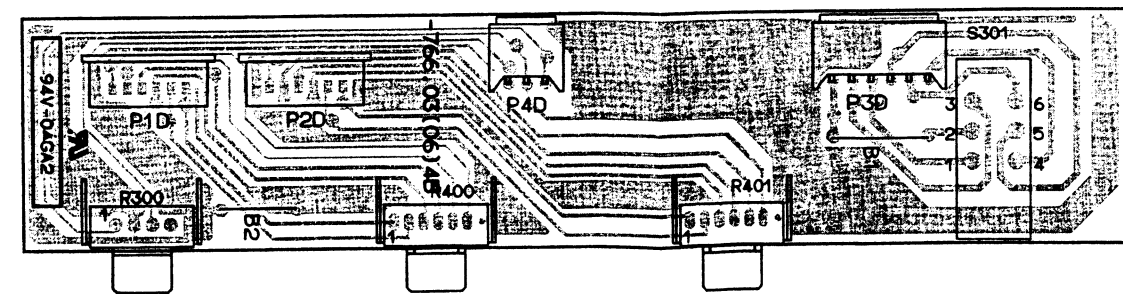 S301
P4D
P3D
3 6
2 5
1 4
P1D
P2D
94V-0AGA2
-766.03(06)45
R300
R400
R401
B2
B1